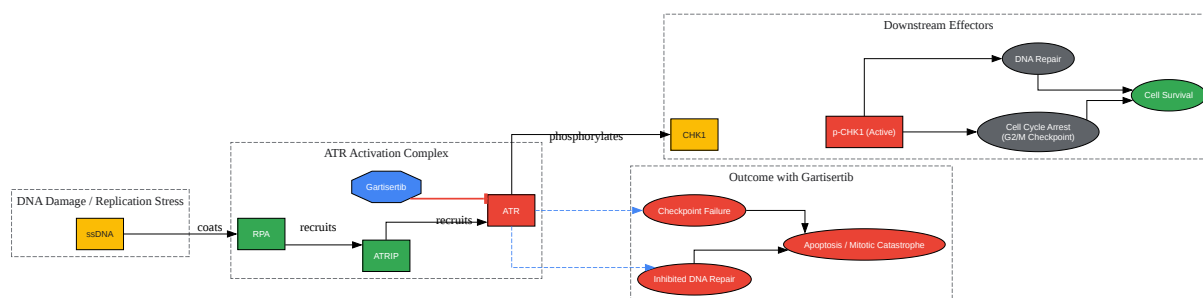 DNA Damage / Replication Stress
ssDNA
coats
ATR Activation Complex
Gartisertib
RPA
recruits
ATRIP
recruits
ATR
phosphorylates
Downstream Effectors
CHK1
p-CHK1 (Active)
DNA Repair
Cell Cycle Arrest
(G2/M Checkpoint)
Cell Survival
Outcome with Gartisertib
Checkpoint Failure
Inhibited DNA Repair
Apoptosis / Mitotic Catastrophe